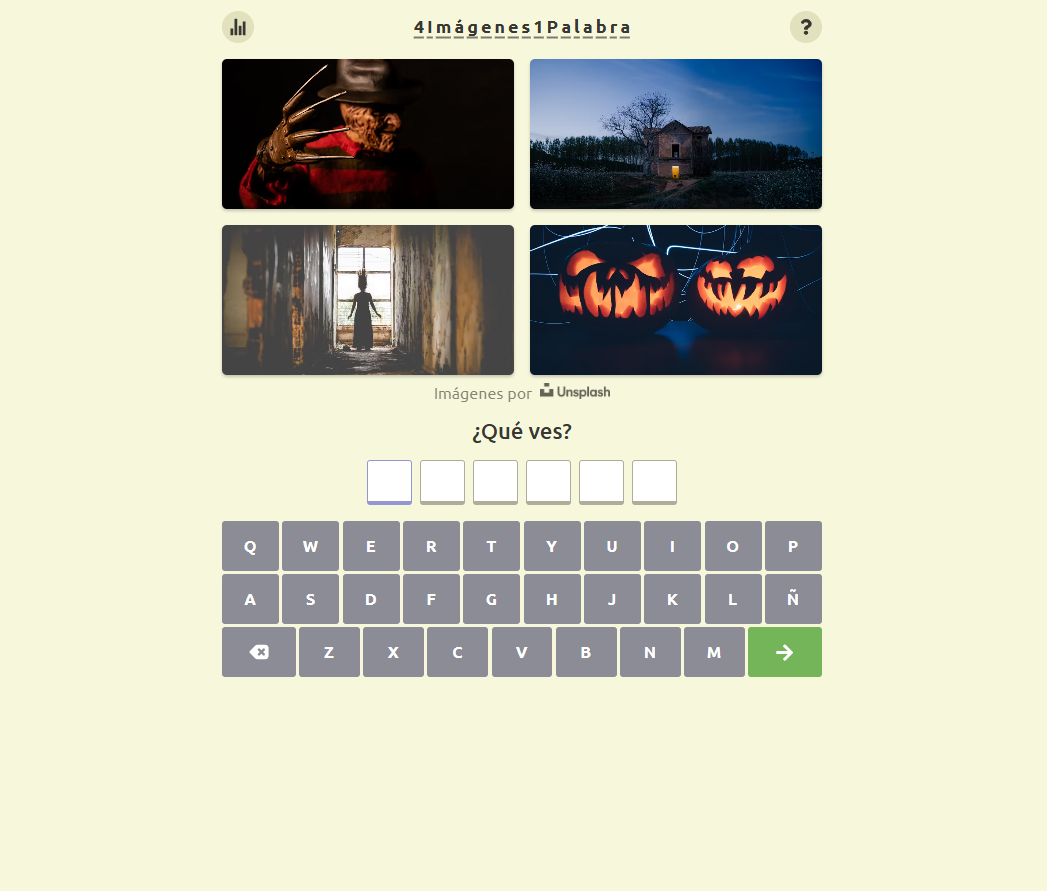 4Imágenes1Palabra
?
Imágenes por Unsplash
¿Qué ves?
Q W E R T Y U I O P
A S D F G H J K L Ñ
Z X C V B N M